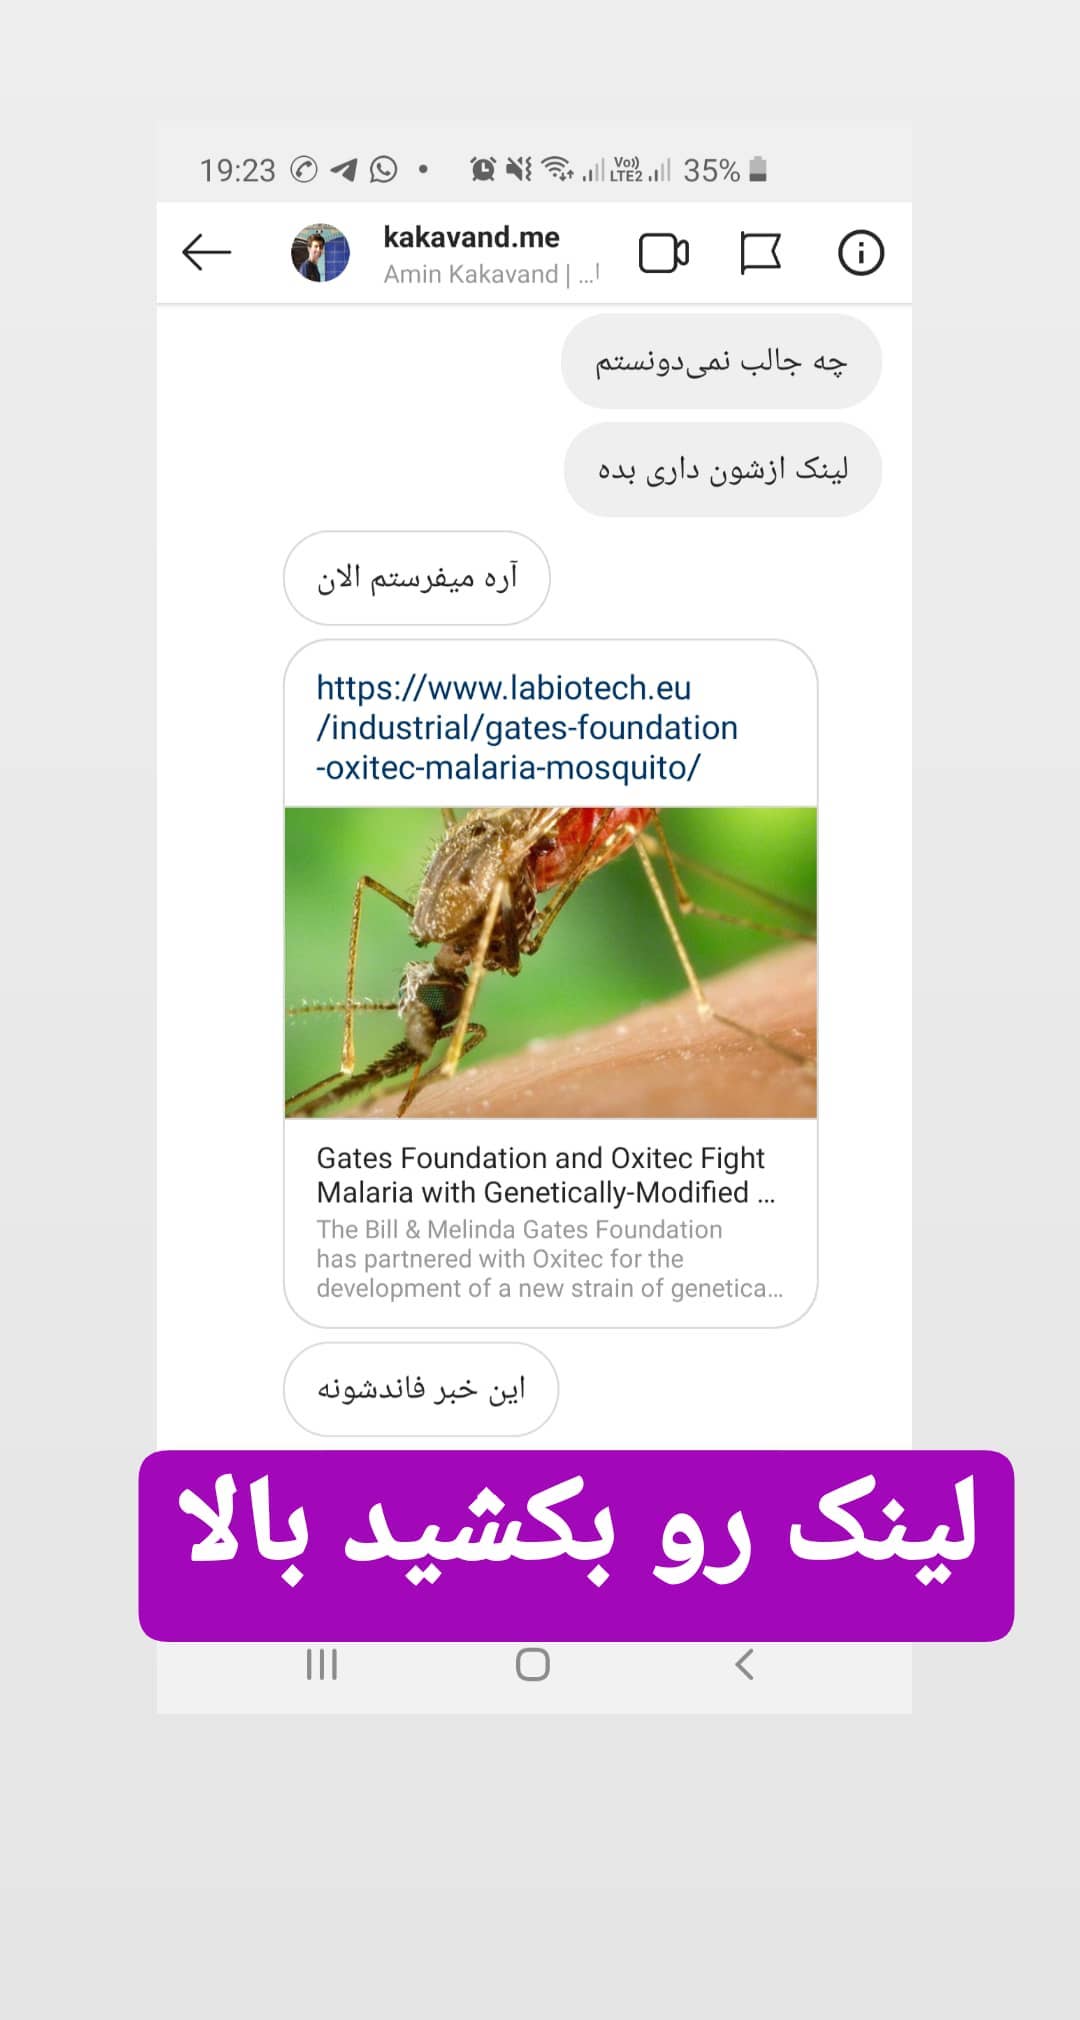 19:23
Vo))
LTE2
35%
kakavand.me
Amin Kakavand | ...!
چه جالب نمی‌دونستم
لینک ازشون داری بده
آره میفرستم الان
https://www.labiotech.eu
/industrial/gates-foundation
-oxitec-malaria-mosquito/
Gates Foundation and Oxitec Fight
Malaria with Genetically-Modified ...
The Bill & Melinda Gates Foundation
has partnered with Oxitec for the
development of a new strain of genetica...
این خبر فاندشونه
لینک رو بکشید بالا